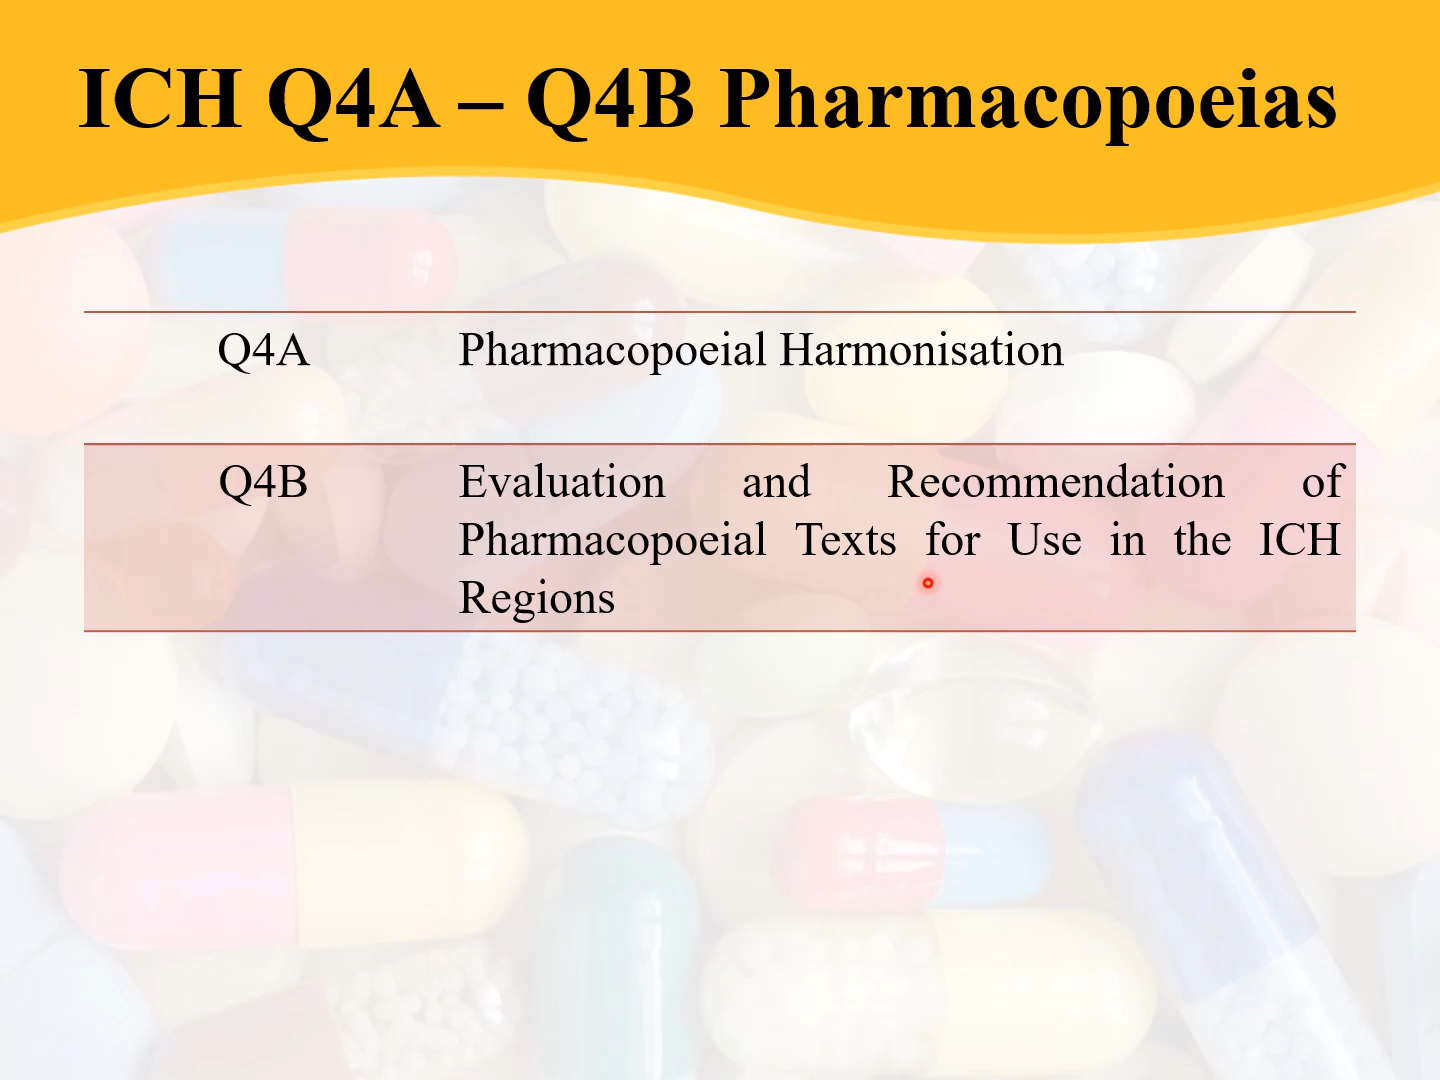 ICH Q4A – Q4B Pharmacopoeias
Q4A Pharmacopoeial Harmonisation
Q4B Evaluation and Recommendation of
Pharmacopoeial Texts for Use in the ICH
Regions